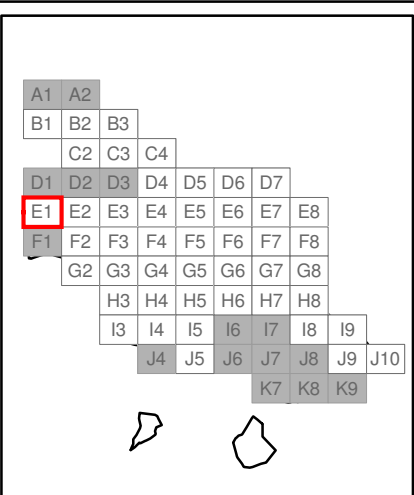 A1 A2
B1 B2 B3
C2 C3 C4
D1 D2 D3 D4 D5 D6 D7
E1 E2 E3 E4 E5 E6 E7 E8
F1 F2 F3 F4 F5 F6 F7 F8
G2 G3 G4 G5 G6 G7 G8
H3 H4 H5 H6 H7 H8
I3 I4 I5 I6 I7 I8 I9
J4 J5 J6 J7 J8 J9 J10
K7 K8 K9